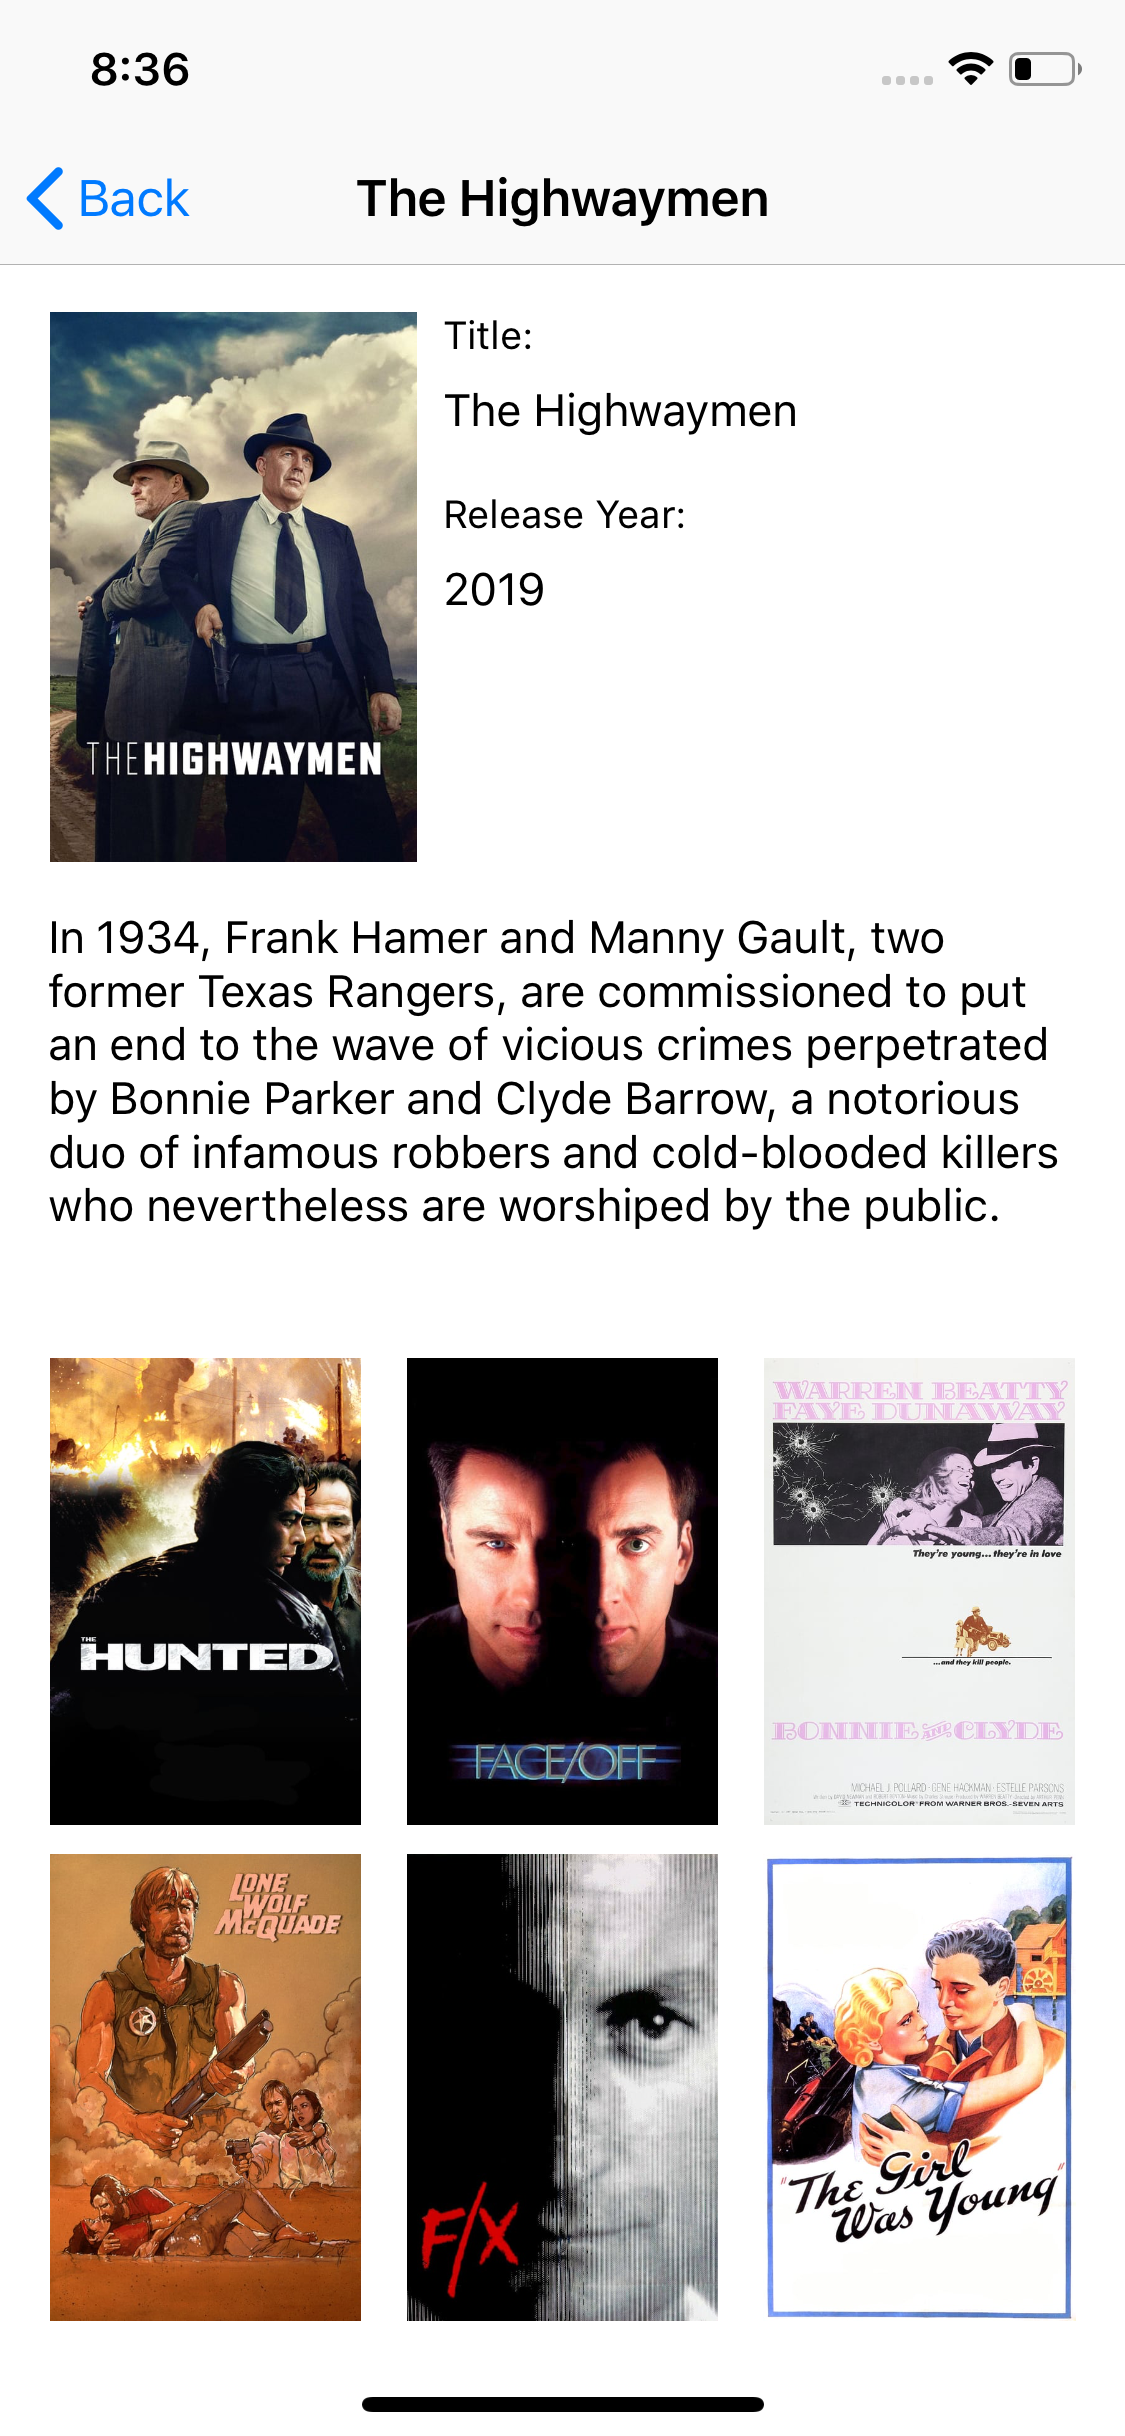 8:36
Back
The Highwaymen
Title:
The Highwaymen
Release Year:
2019
THE HIGHWAYMEN
In 1934, Frank Hamer and Manny Gault, two
former Texas Rangers, are commissioned to put
an end to the wave of vicious crimes perpetrated
by Bonnie Parker and Clyde Barrow, a notorious
duo of infamous robbers and cold-blooded killers
who nevertheless are worshiped by the public.
THE
HUNTED
FACE/OFF
WARREN BEATTY
FAYE DUNAWAY
They're young... they're in love
...and they kill people.
BONNIE AND CLYDE
MICHAEL J. POLLARD · GENE HACKMAN · ESTELLE PARSONS
TECHNICOLOR® FROM WARNER BROS.-SEVEN ARTS
LONE
WOLF
McQUADE
F/X
"The Girl
Was Young"